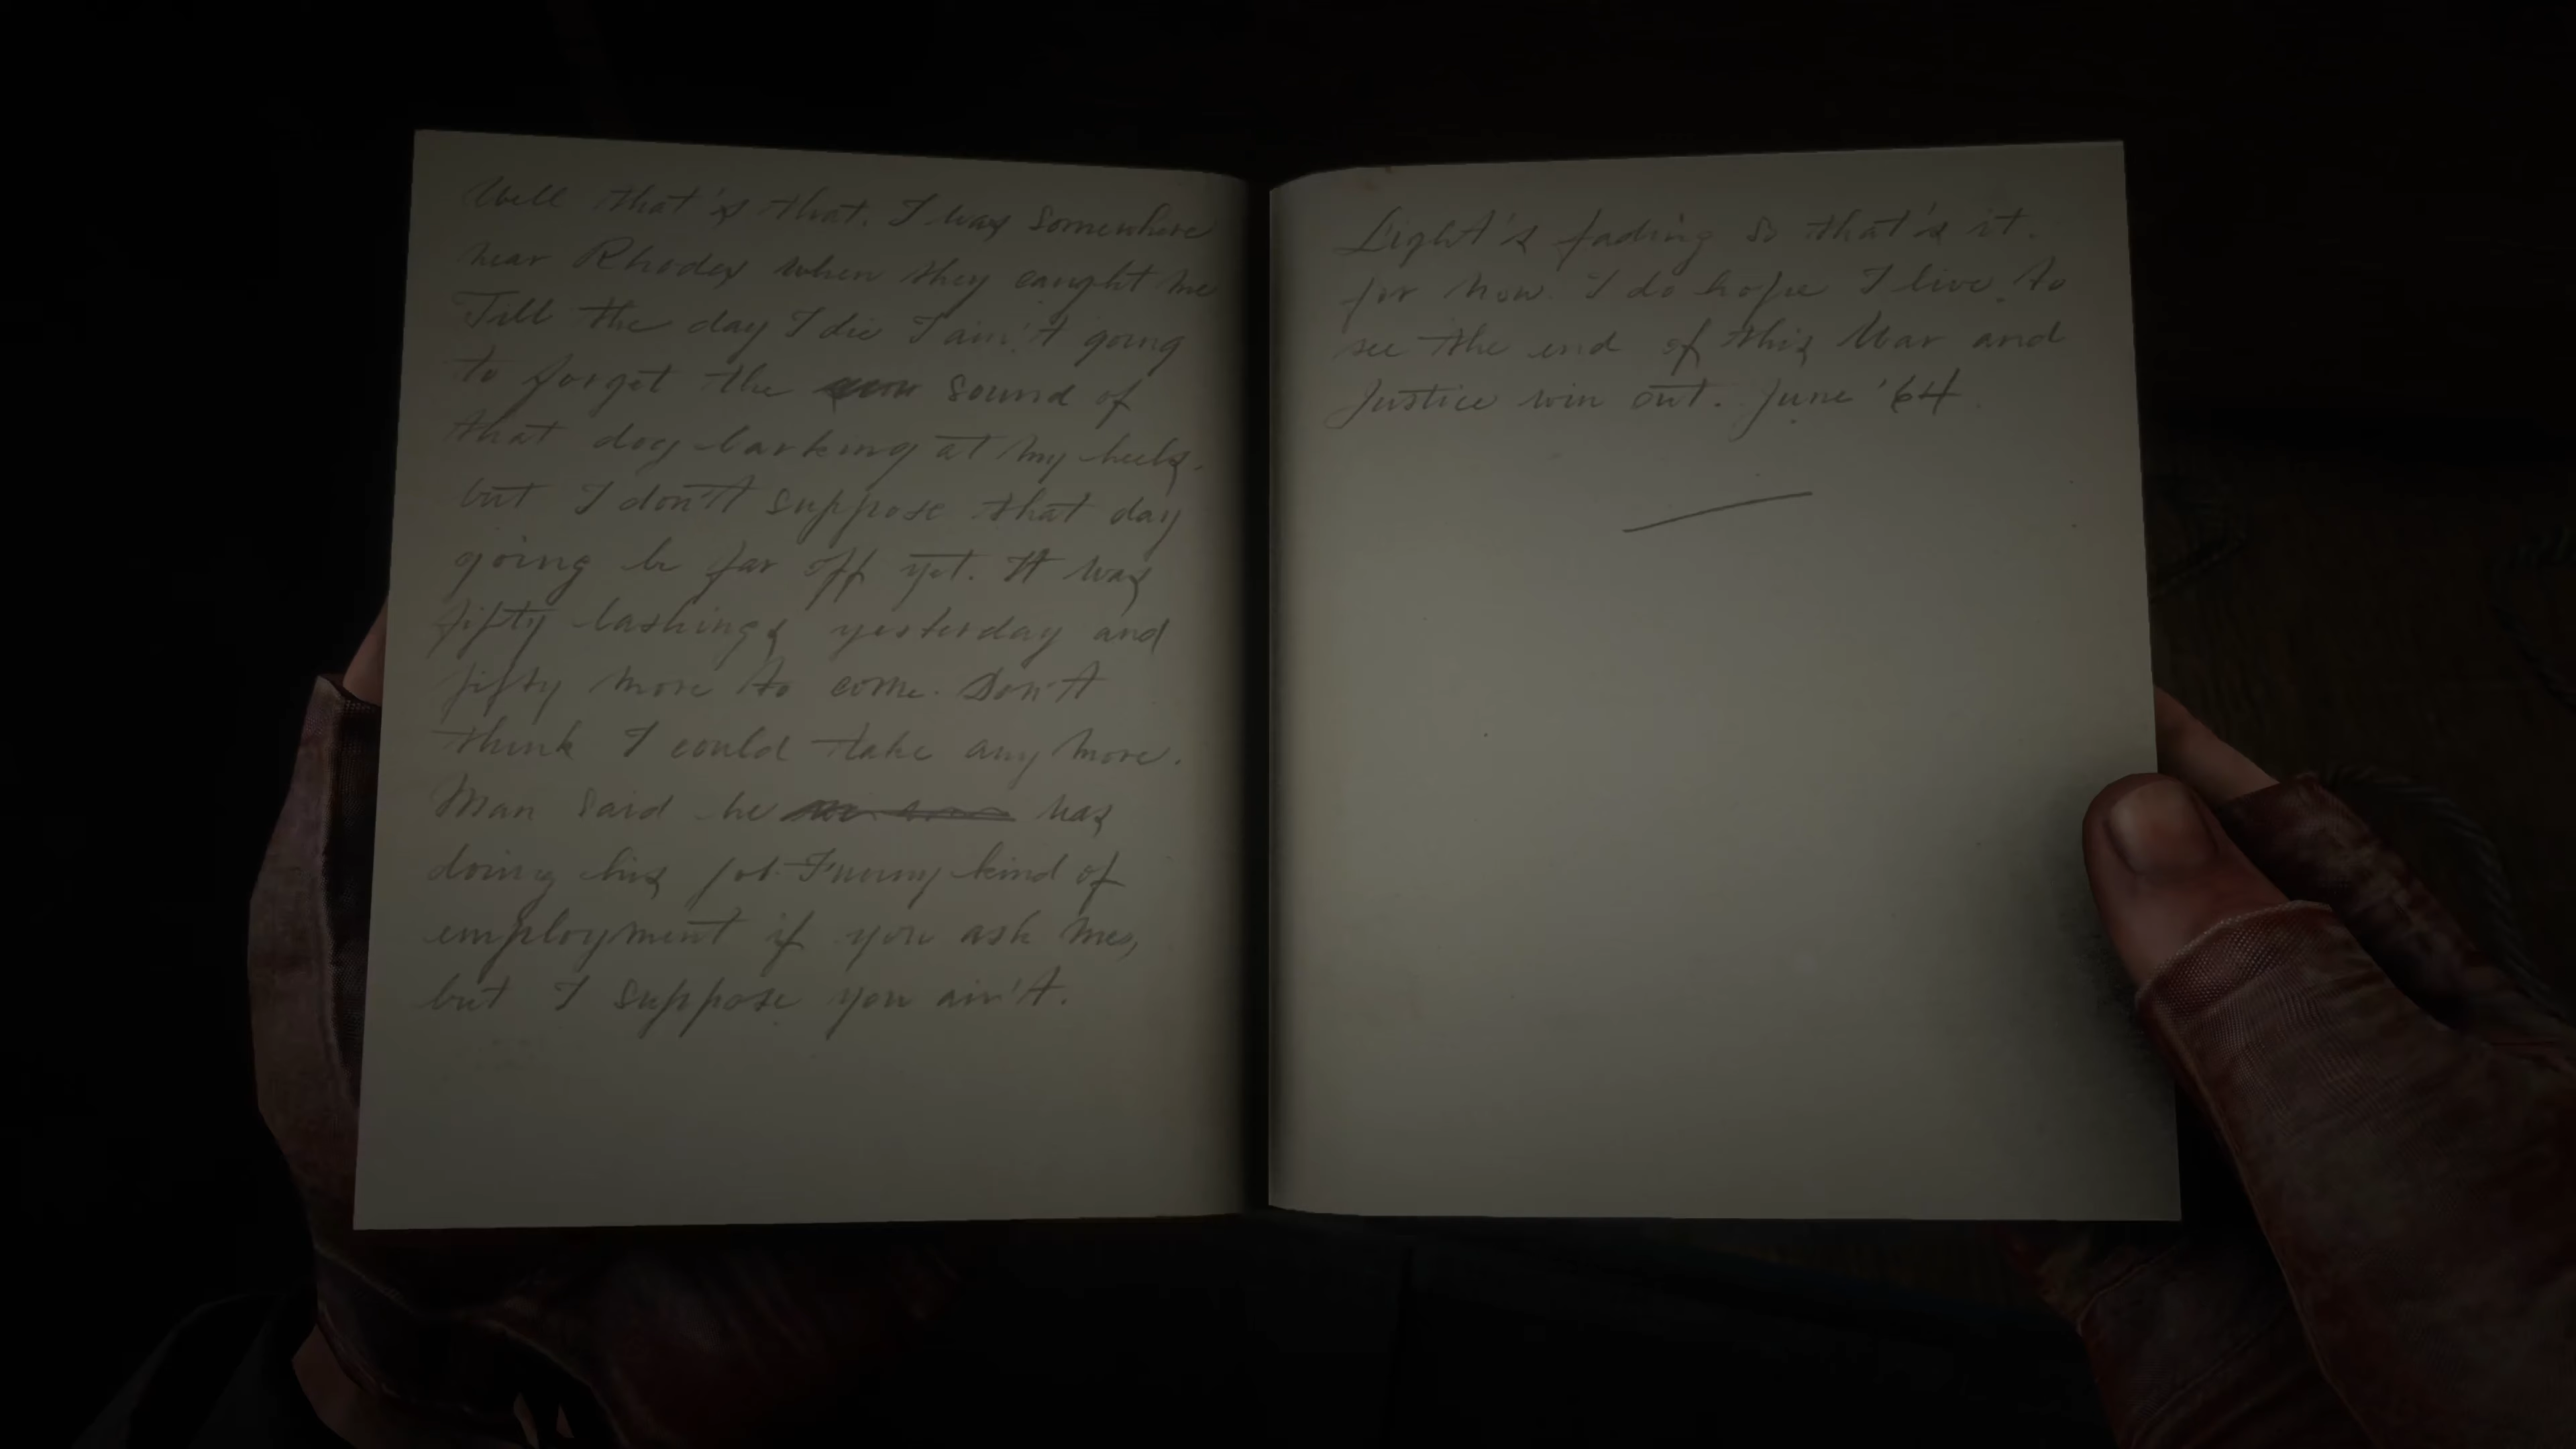 Well that's that. I was somewhere
near Rhodes when they caught me
Till the day I die I ain't going
to forget the sound of
that dog barking at my heels.
but I don't suppose that day
going be far off yet. It was
fifty lashings yesterday and
fifty more to come. Don't
think I could take any more.
Man said he was
doing his job. Funny kind of
employment if you ask me,
but I suppose you ain't.
Light's fading so that's it.
for now. I do hope I live to
see the end of this War and
Justice win out. June '64